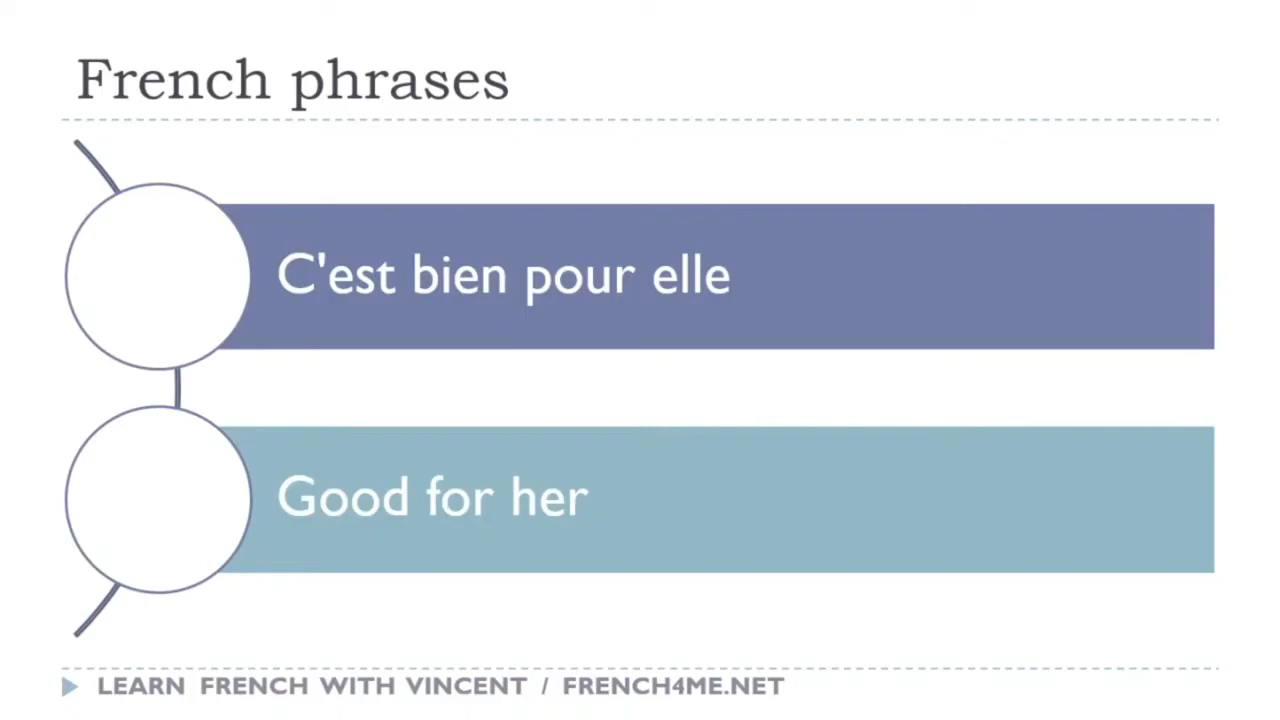 French phrases
C'est bien pour elle
Good for her
LEARN FRENCH WITH VINCENT / FRENCH4ME.NET